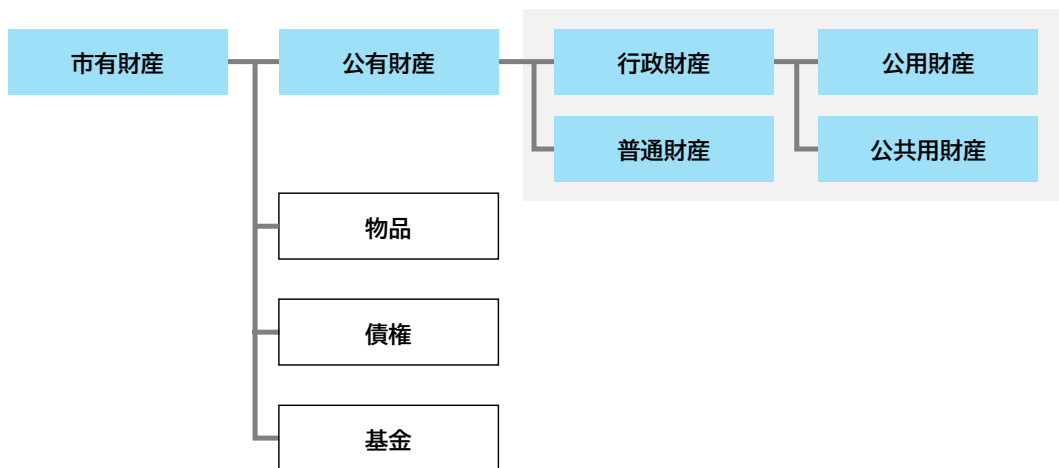 市有財産
公有財産
行政財産
公用財産
普通財産
公共用財産
物品
債権
基金